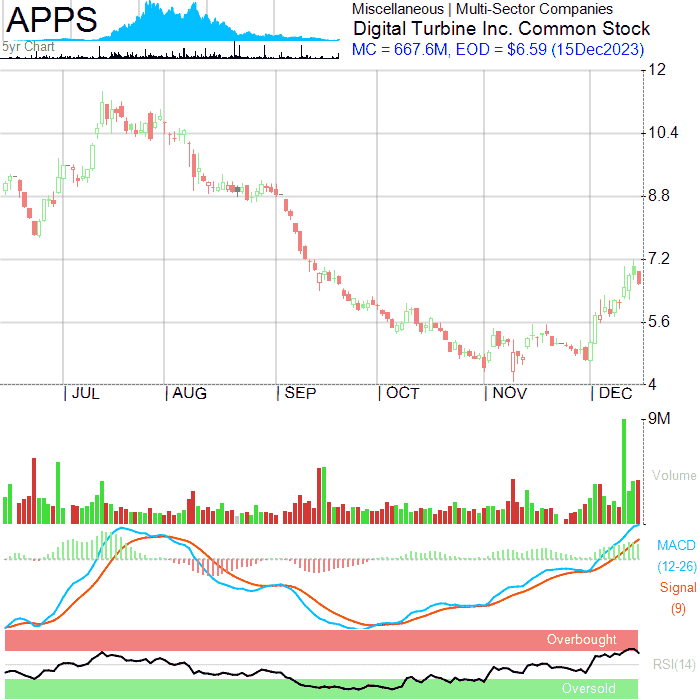 APPS
5yr Chart
Miscellaneous | Multi-Sector Companies
Digital Turbine Inc. Common Stock
MC = 667.6M, EOD = $6.59 (15Dec2023)
12
10.4
8.8
7.2
5.6
4
| JUL | AUG | SEP | OCT | NOV | DEC
9M
Volume
MACD
(12-26)
Signal
(9)
Overbought
RSI(14)
Oversold